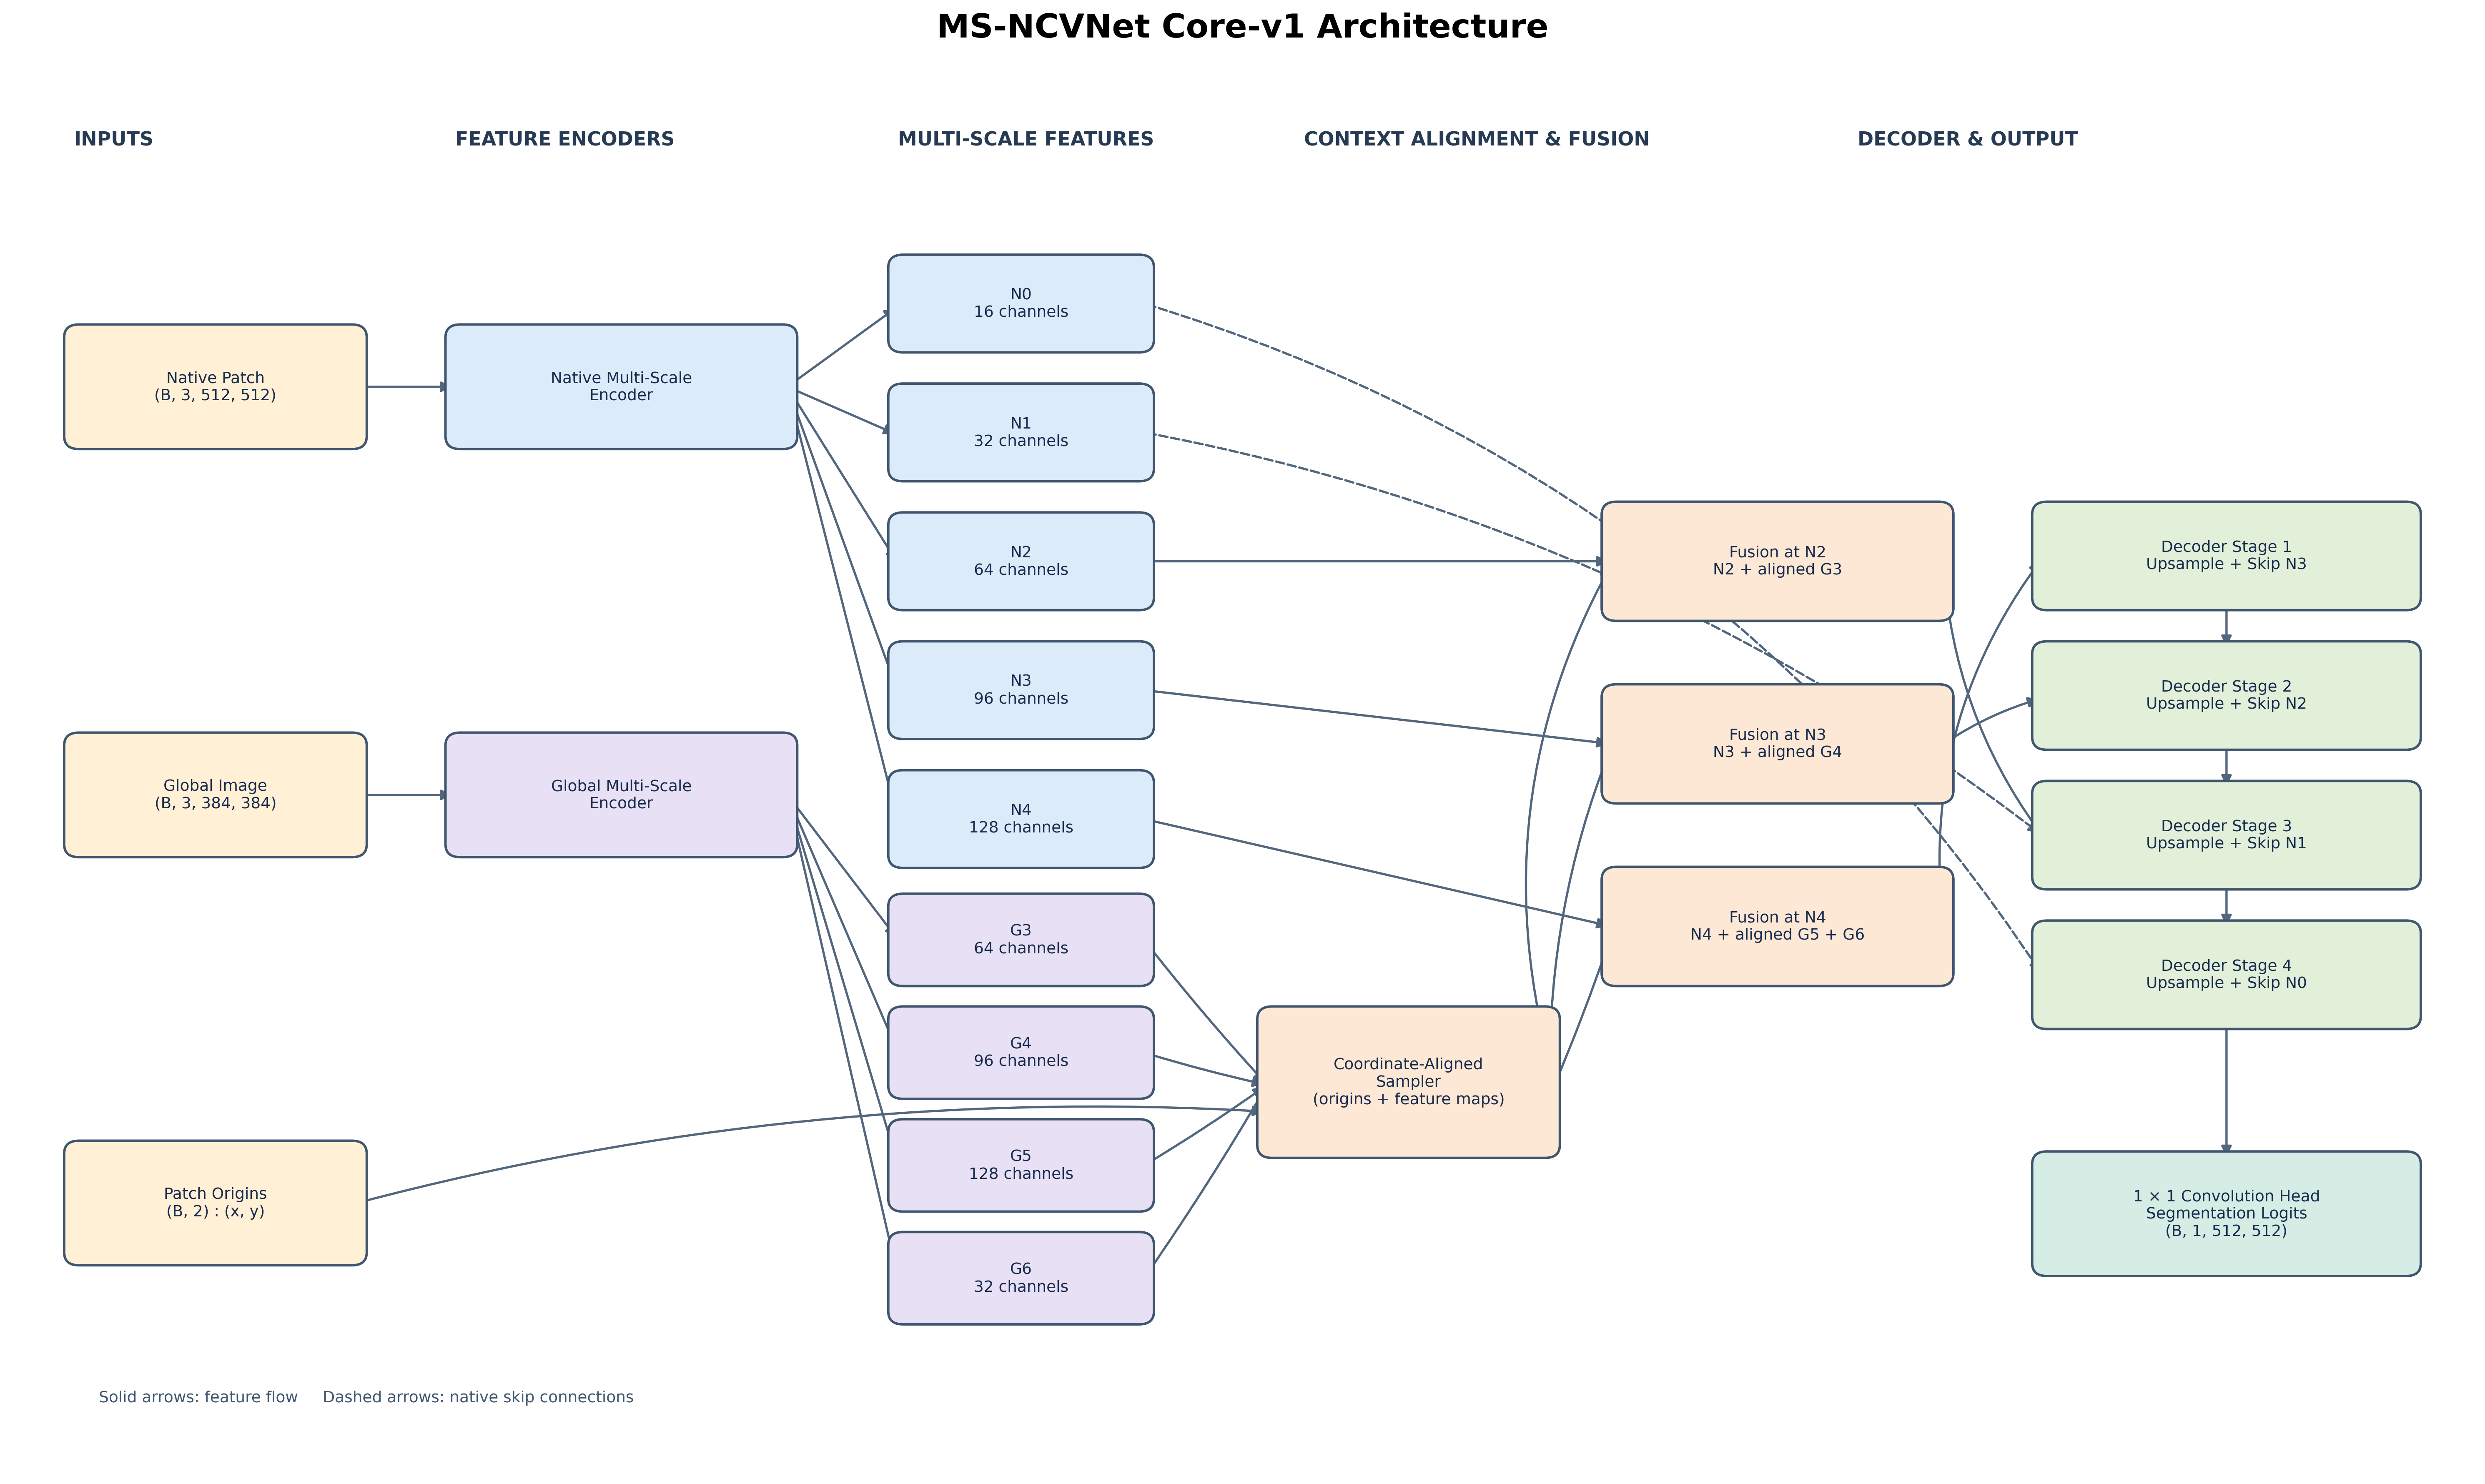 MS-NCVNet Core-v1 Architecture
INPUTS
FEATURE ENCODERS
MULTI-SCALE FEATURES
CONTEXT ALIGNMENT & FUSION
DECODER & OUTPUT
Native Patch
(B, 3, 512, 512)
Global Image
(B, 3, 384, 384)
Patch Origins
(B, 2) : (x, y)
Native Multi-Scale
Encoder
Global Multi-Scale
Encoder
N0
16 channels
N1
32 channels
N2
64 channels
N3
96 channels
N4
128 channels
G3
64 channels
G4
96 channels
G5
128 channels
G6
32 channels
Coordinate-Aligned
Sampler
(origins + feature maps)
Fusion at N2
N2 + aligned G3
Fusion at N3
N3 + aligned G4
Fusion at N4
N4 + aligned G5 + G6
Decoder Stage 1
Upsample + Skip N3
Decoder Stage 2
Upsample + Skip N2
Decoder Stage 3
Upsample + Skip N1
Decoder Stage 4
Upsample + Skip N0
1 × 1 Convolution Head
Segmentation Logits
(B, 1, 512, 512)
Solid arrows: feature flow     Dashed arrows: native skip connections